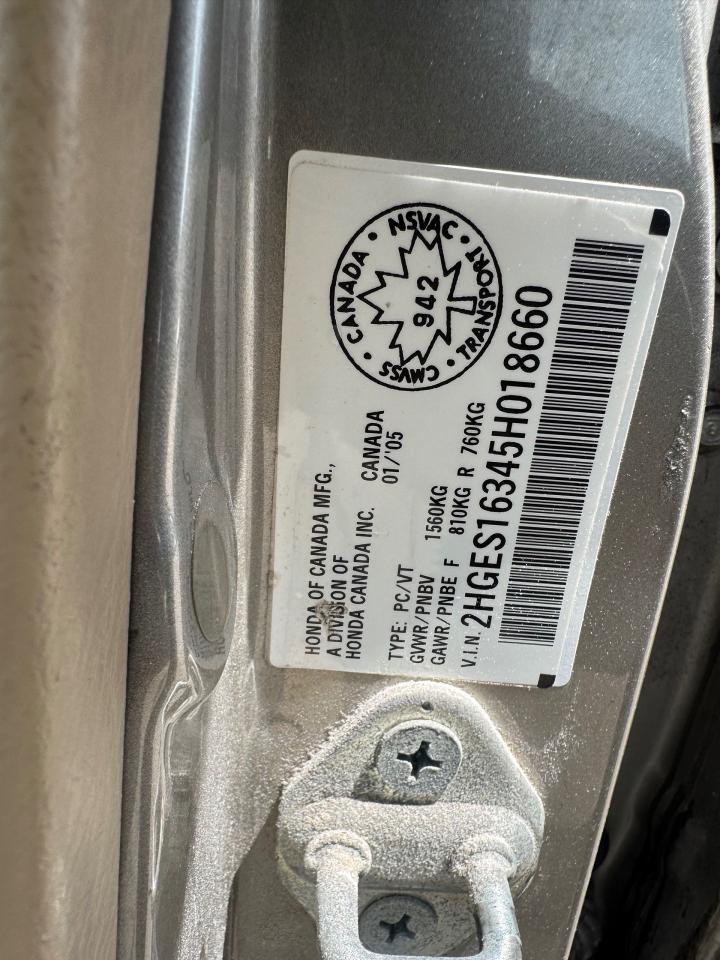 HONDA OF CANADA MFG.,
A DIVISION OF
HONDA CANADA INC. CANADA
01/'05
TYPE: PC/VT
GVWR/PNBV 1560KG
GAWR/PNBE F 810KG R 760KG
V.I.N. 2HGES16345H018660
CANADA • NSVAC • TRANSPORT • CMVSS •
942